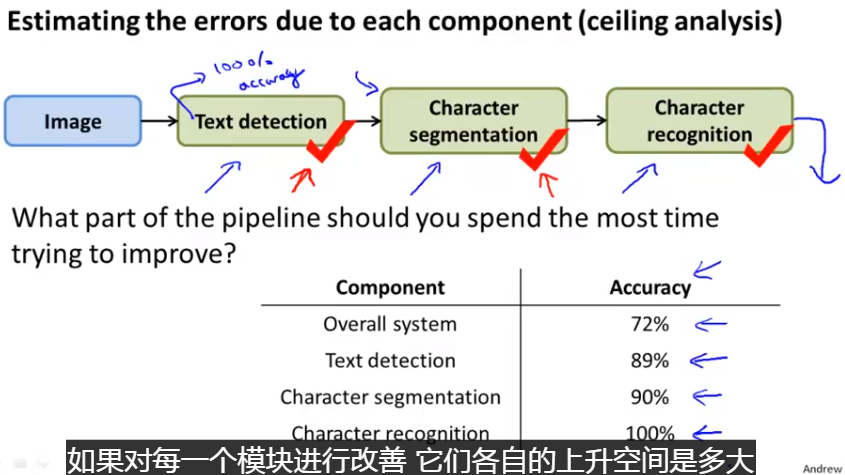 Estimating the errors due to each component (ceiling analysis)
100% accuracy
Image
Text detection
Character segmentation
Character recognition
What part of the pipeline should you spend the most time
trying to improve?
Component Accuracy
Overall system 72%
Text detection 89%
Character segmentation 90%
Character recognition 100%
如果对每一个模块进行改善 它们各自的上升空间是多大
Andrew